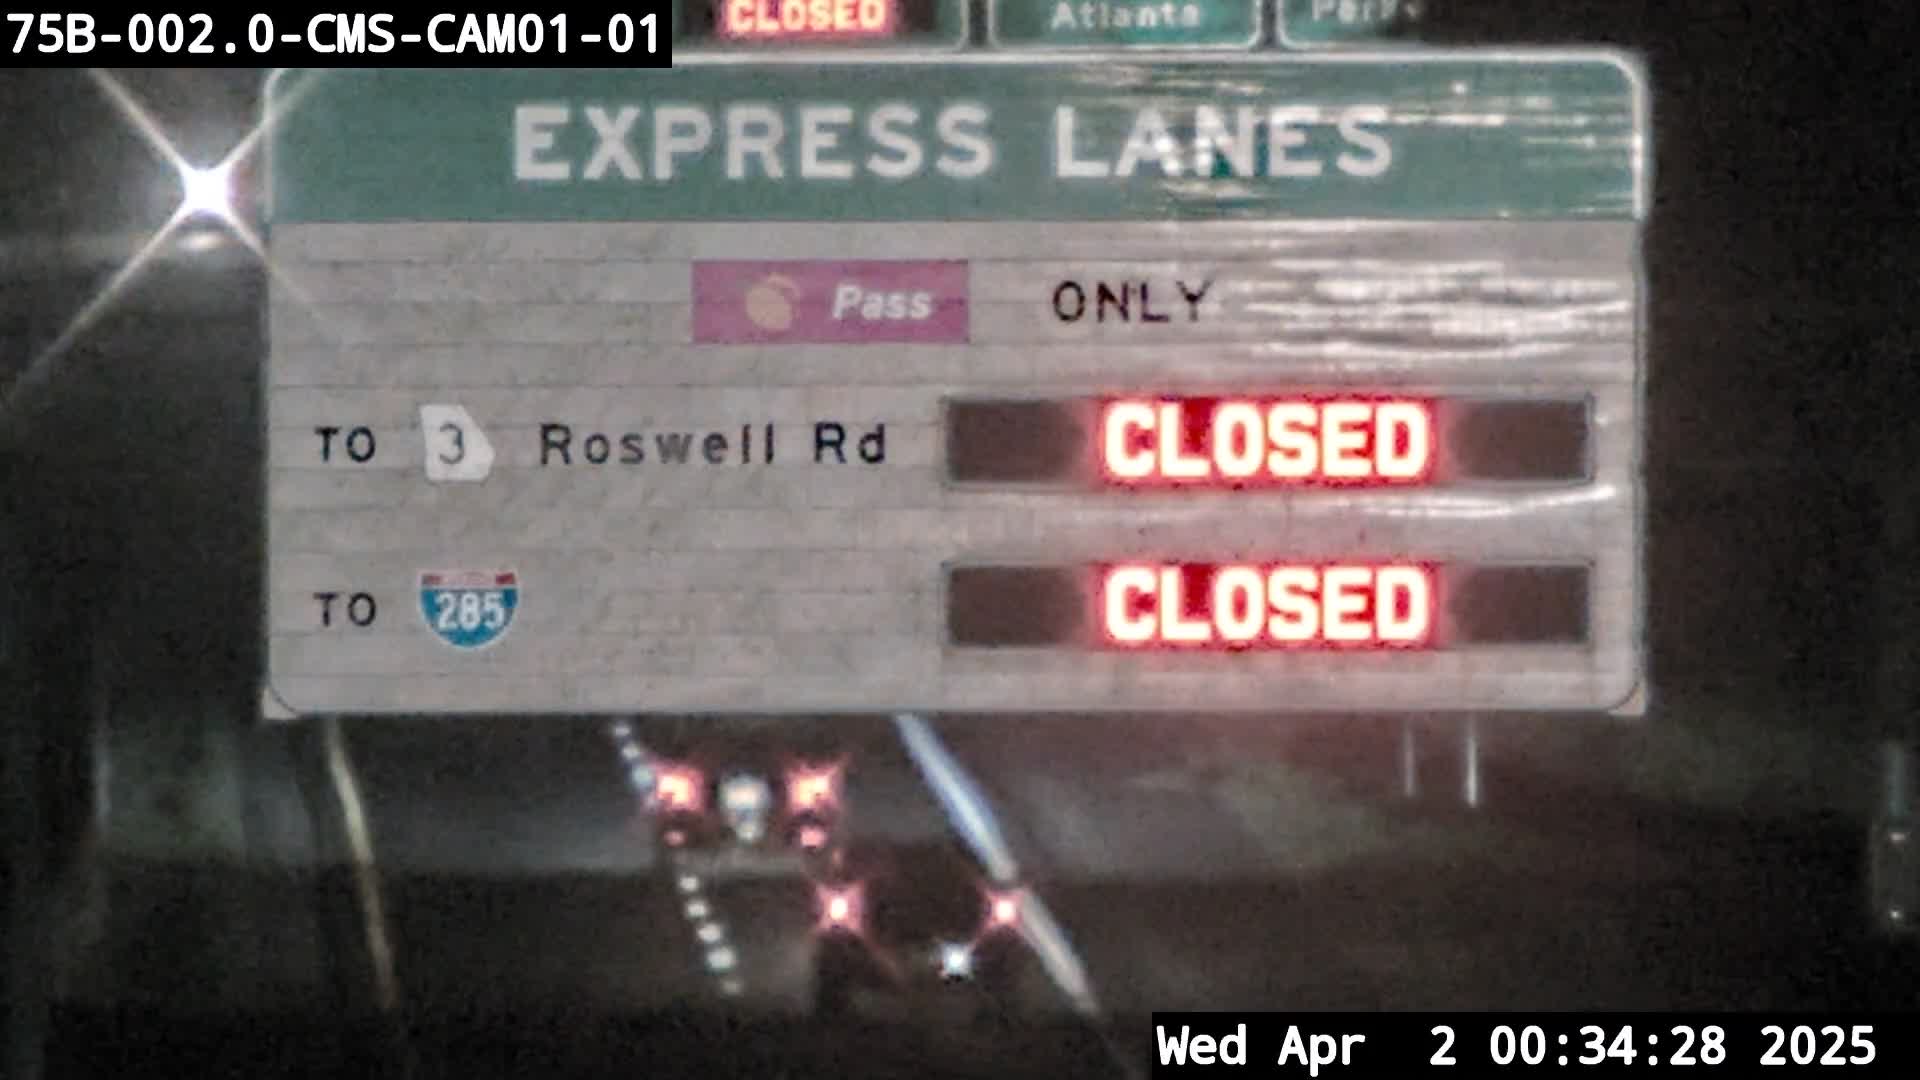 75B-002.0-CMS-CAM01-01
CLOSED
Atlanta
EXPRESS LANES
Pass ONLY
TO 3 Roswell Rd CLOSED
TO 285 CLOSED
Wed Apr 2 00:34:28 2025